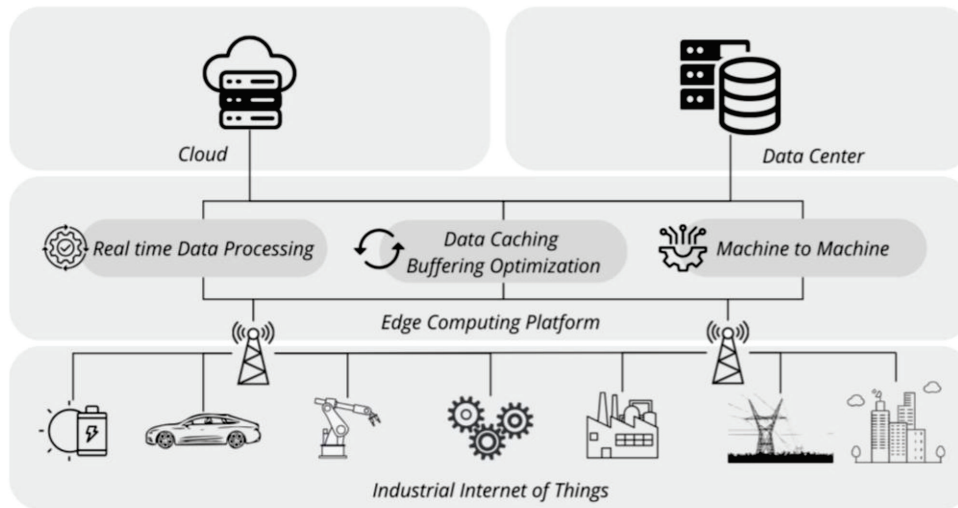 Cloud
Data Center
Real time Data Processing
Data Caching
Buffering Optimization
Machine to Machine
Edge Computing Platform
Industrial Internet of Things